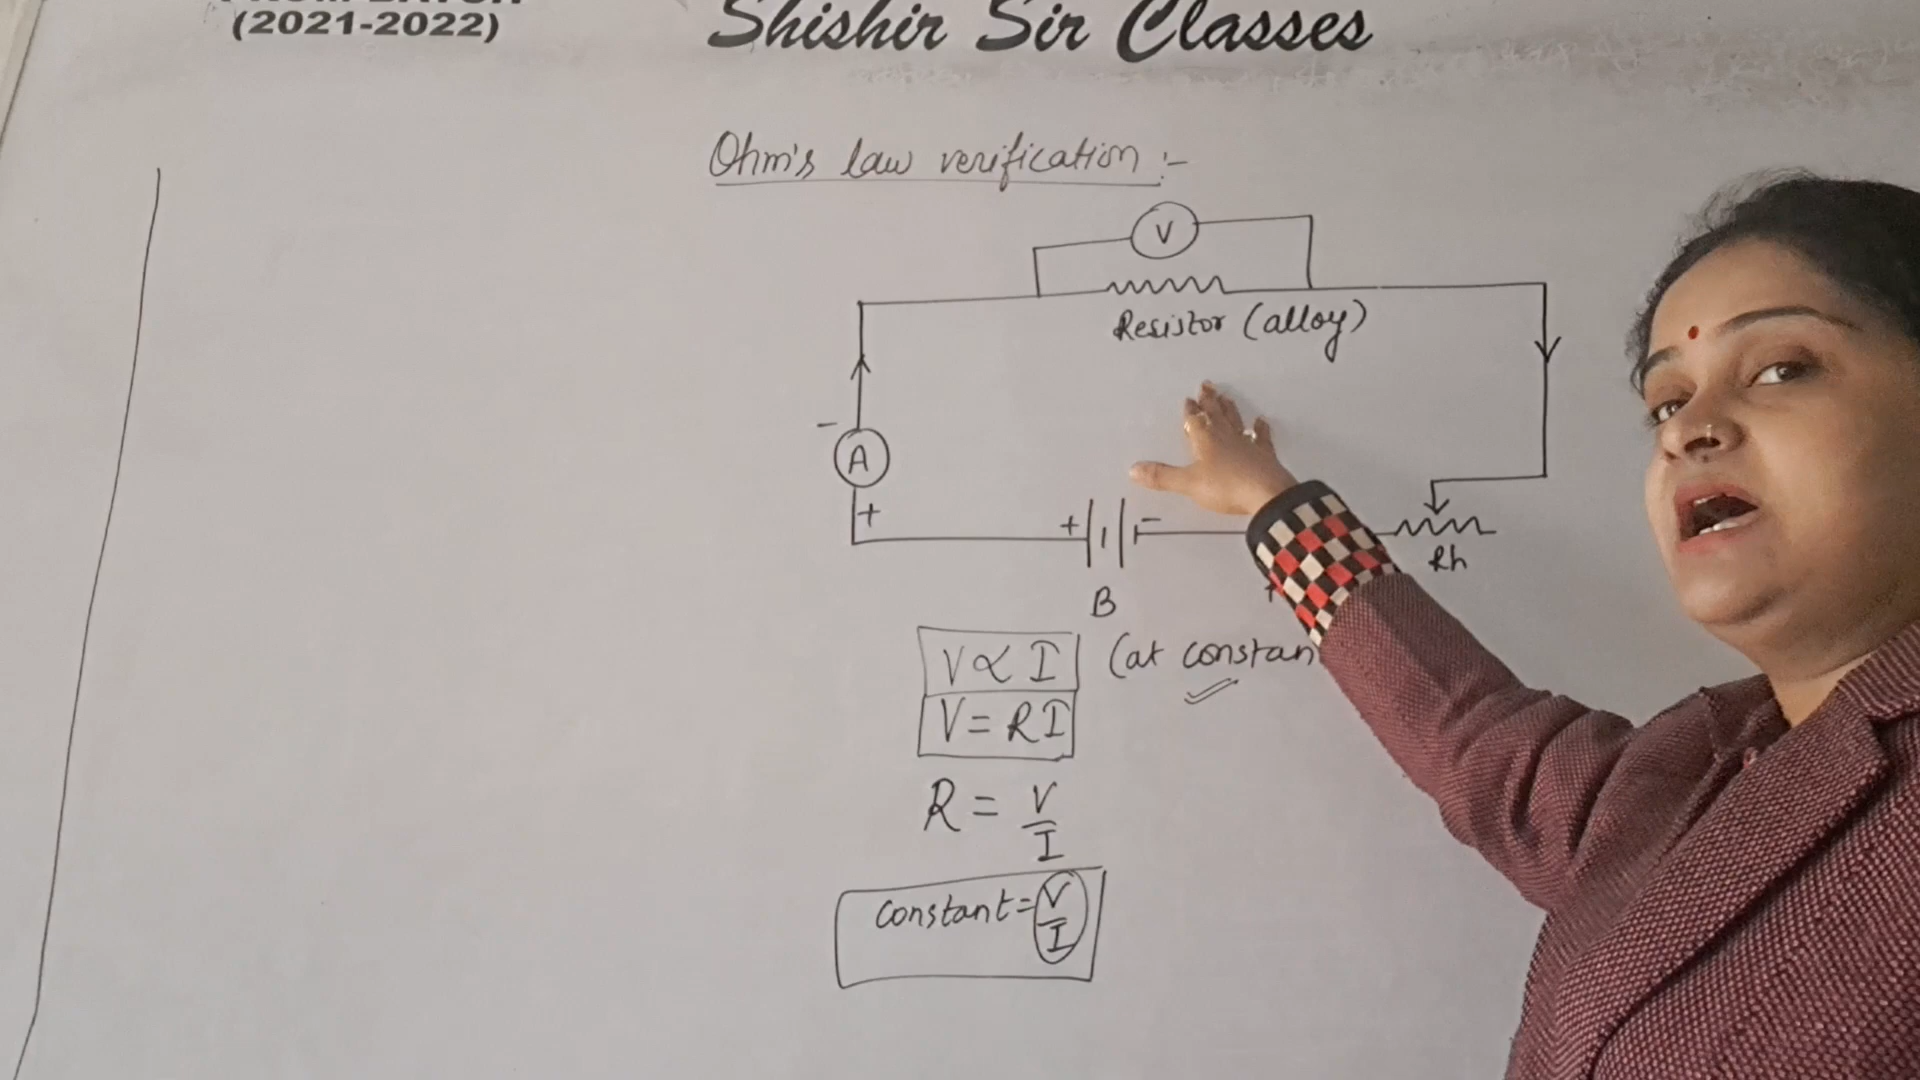 (2021-2022)
Shishir Sir Classes
Ohm's law verification :-
V
Resistor (alloy)
-
A
+
+ -
Rh
B
V ∝ I (at constan
V = RI
R = V/I
Constant = V/I